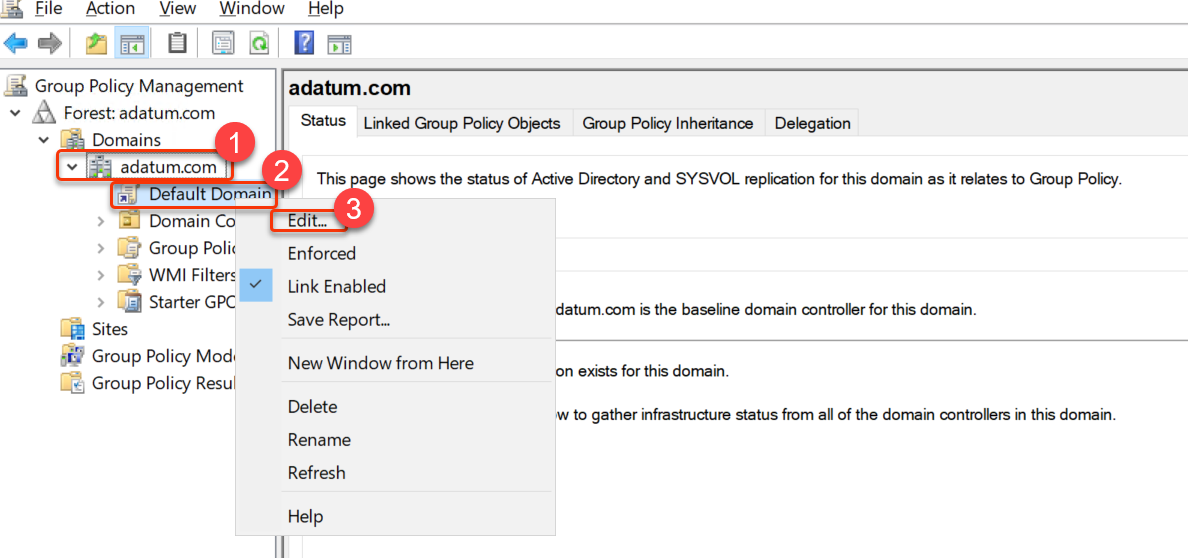 File Action View Window Help
Group Policy Management
Forest: adatum.com
Domains
1
adatum.com
2
Default Domain
3
Domain Co
Group Polic
WMI Filters
Starter GPO
Sites
Group Policy Mode
Group Policy Resul
Edit...
Enforced
Link Enabled
Save Report...
New Window from Here
Delete
Rename
Refresh
Help
adatum.com
Status Linked Group Policy Objects Group Policy Inheritance Delegation
This page shows the status of Active Directory and SYSVOL replication for this domain as it relates to Group Policy.
datum.com is the baseline domain controller for this domain.
on exists for this domain.
w to gather infrastructure status from all of the domain controllers in this domain.